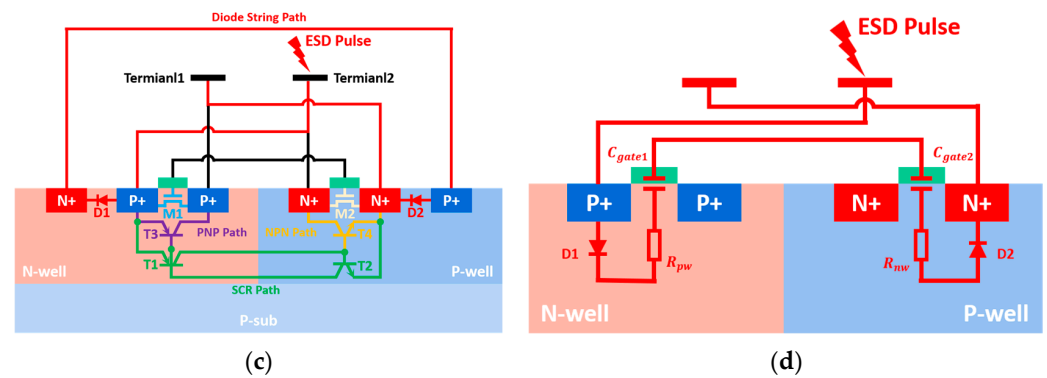 Diode String Path
ESD Pulse
Termianl1
Termianl2
N+
D1
P+
M1
P+
N+
M2
N+
D2
P+
T3
PNP Path
NPN Path
T4
T1
T2
N-well
P-well
SCR Path
P-sub
(c)
ESD Pulse
Cgate1
Cgate2
P+
P+
N+
N+
D1
Rpw
Rnw
D2
N-well
P-well
(d)